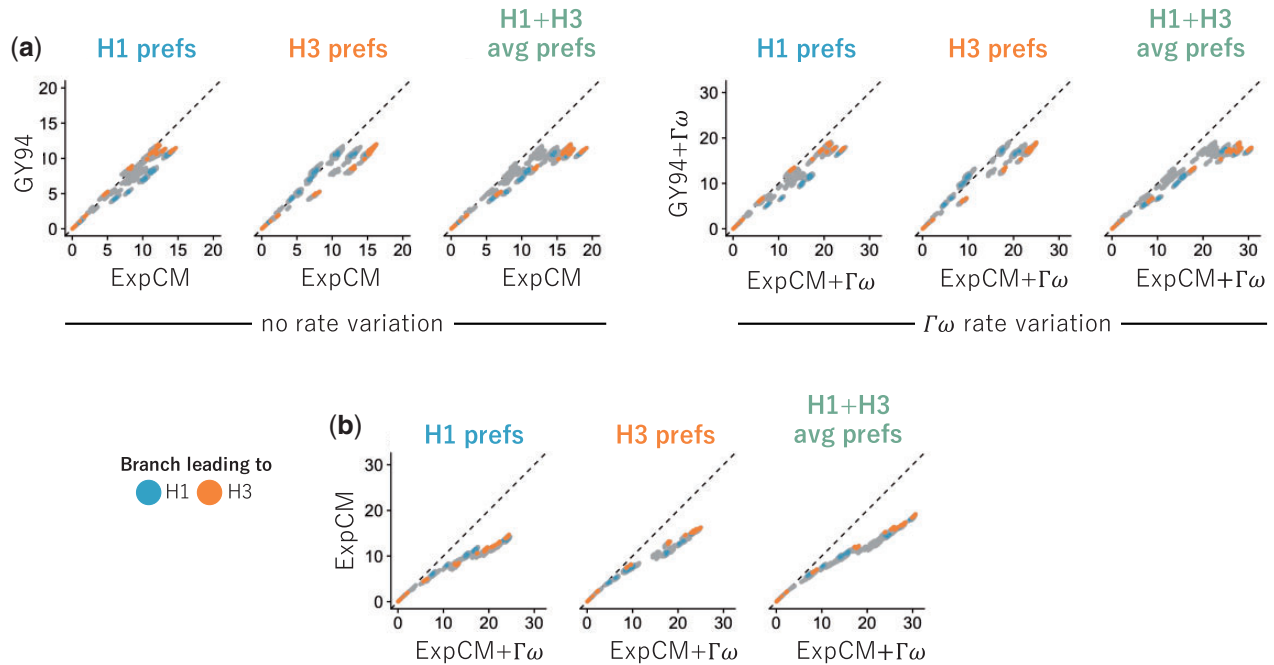 (a)
H1 prefs
H3 prefs
H1+H3
avg prefs
H1 prefs
H3 prefs
H1+H3
avg prefs
GY94
20
15
10
5
0
0 5 10 15 20
0 5 10 15 20
0 5 10 15 20
ExpCM
ExpCM
ExpCM
no rate variation
GY94+Γω
30
20
10
0
0 10 20 30
0 10 20 30
0 10 20 30
ExpCM+Γω
ExpCM+Γω
ExpCM+Γω
Γω rate variation
(b)
H1 prefs
H3 prefs
H1+H3
avg prefs
Branch leading to
H1 H3
ExpCM
30
20
10
0
0 10 20 30
0 10 20 30
0 10 20 30
ExpCM+Γω
ExpCM+Γω
ExpCM+Γω